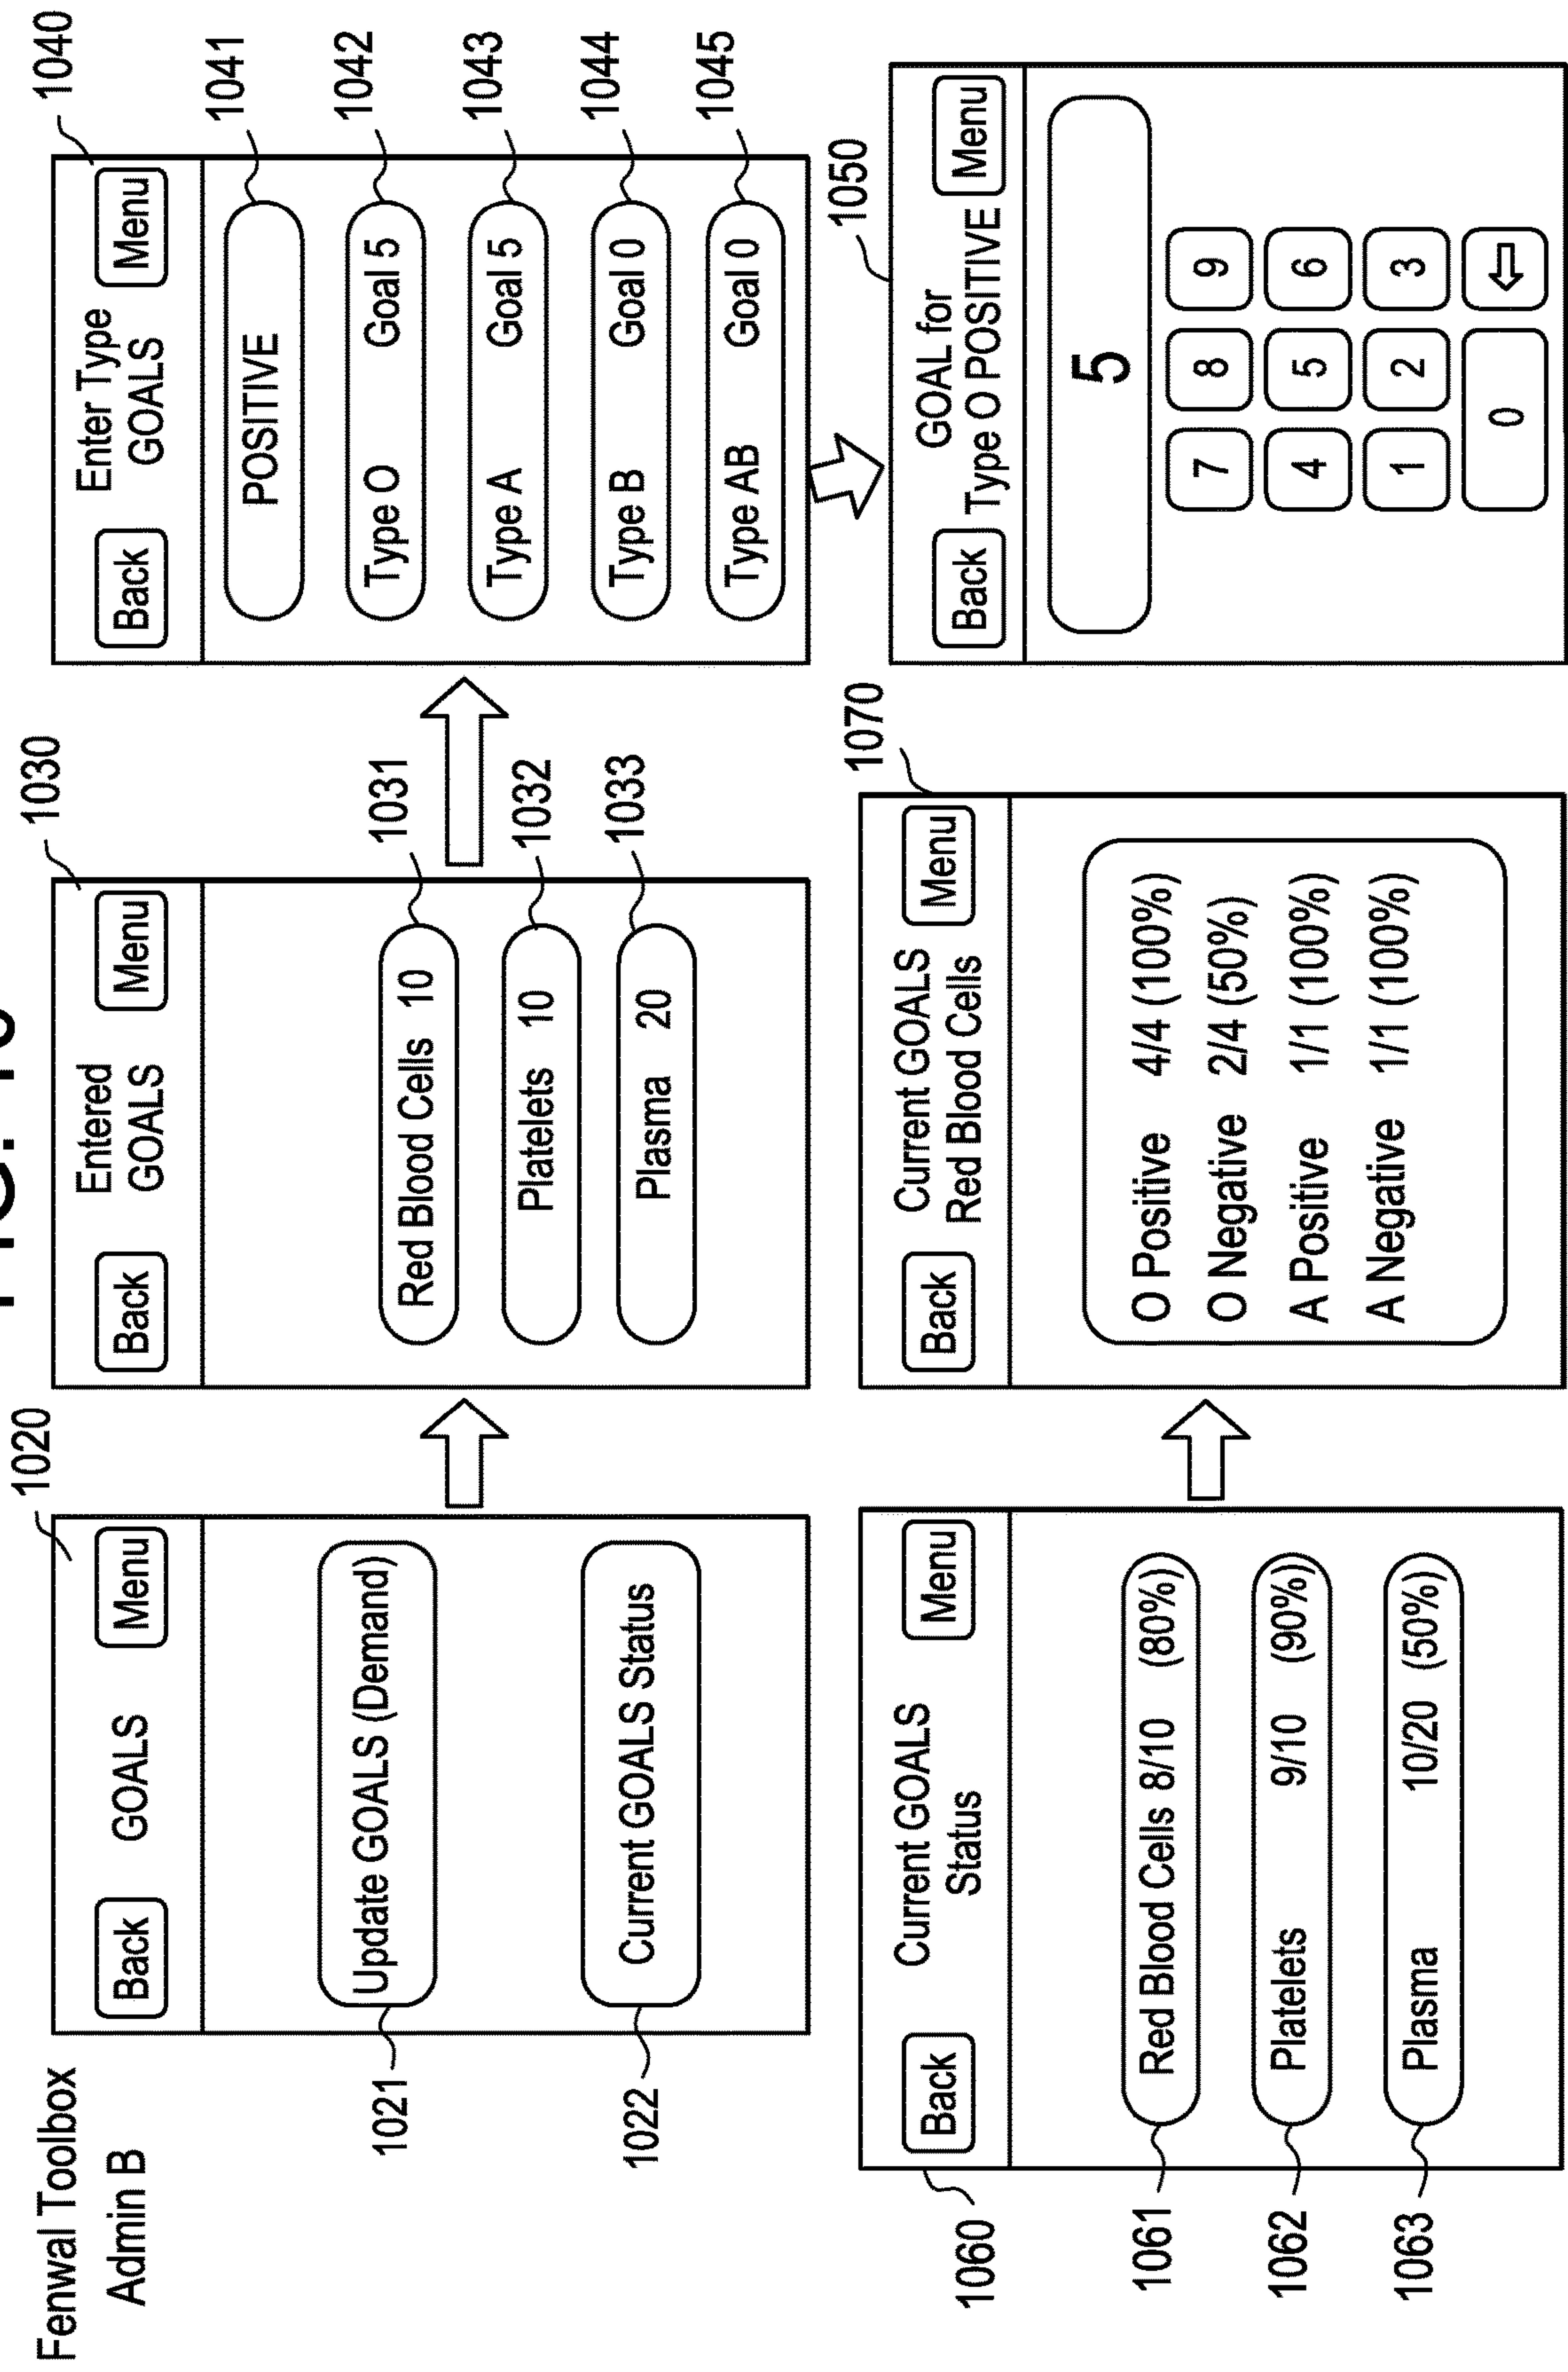 Fenwal Toolbox
Admin B
1020
Back
GOALS
Menu
Update GOALS (Demand)
1021
Current GOALS Status
1022
1030
Back
Entered
GOALS
Menu
Red Blood Cells 10
1031
Platelets 10
1032
Plasma 20
1033
1040
Back
Enter Type
GOALS
Menu
POSITIVE
1041
Type O Goal 5
1042
Type A Goal 5
1043
Type B Goal 0
1044
Type AB Goal 0
1045
1060
Back
Current GOALS
Status
Menu
Red Blood Cells 8/10 (80%)
1061
Platelets 9/10 (90%)
1062
Plasma 10/20 (50%)
1063
1070
Back
Current GOALS
Red Blood Cells
Menu
O Positive 4/4 (100%)
O Negative 2/4 (50%)
A Positive 1/1 (100%)
A Negative 1/1 (100%)
1050
Back
GOAL for
Type O POSITIVE
Menu
5
7 8 9
4 5 6
1 2 3
0